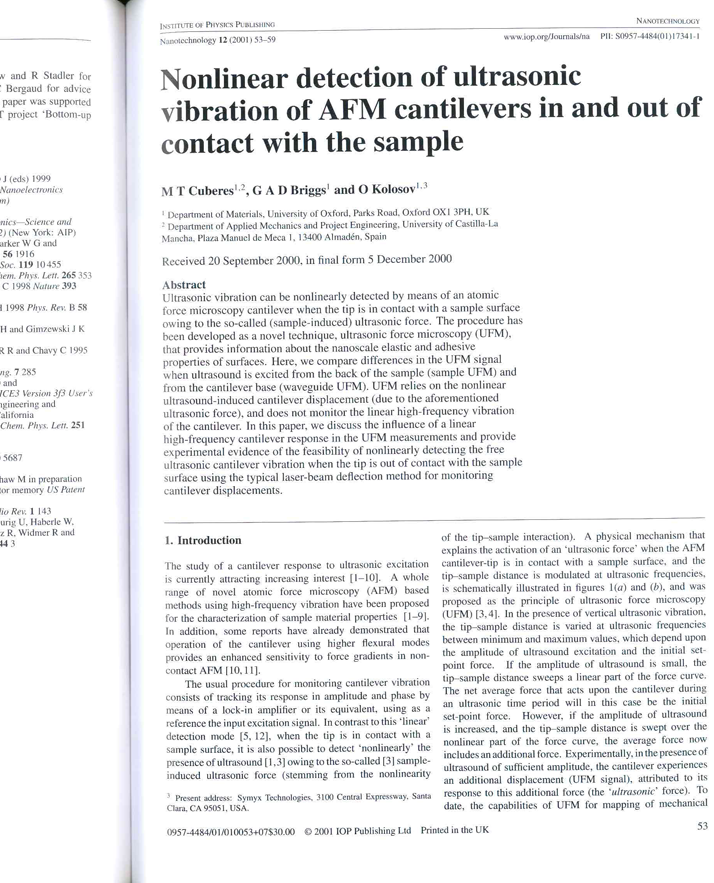 w and R Stadler for
Bergaud for advice
paper was supported
T project ‘Bottom-up
J (eds) 1999
Nanoelectronics
m)
nics—Science and
2) (New York: AIP)
arker W G and
56 1916
Soc. 119 10 455
hem. Phys. Lett. 265 353
C 1998 Nature 393
1998 Phys. Rev. B 58
H and Gimzewski J K
R R and Chavy C 1995
ng. 7 285
) and
ICE3 Version 3f3 User's
ngineering and
alifornia
Chem. Phys. Lett. 251
) 5687
haw M in preparation
tor memory US Patent
lio Rev. 1 143
urig U, Haberle W,
z R, Widmer R and
44 3
INSTITUTE OF PHYSICS PUBLISHING
NANOTECHNOLOGY
Nanotechnology 12 (2001) 53–59
www.iop.org/Journals/na PII: S0957-4484(01)17341-1
Nonlinear detection of ultrasonic
vibration of AFM cantilevers in and out of
contact with the sample
M T Cuberes1,2, G A D Briggs1 and O Kolosov1,3
1 Department of Materials, University of Oxford, Parks Road, Oxford OX1 3PH, UK
2 Department of Applied Mechanics and Project Engineering, University of Castilla-La
Mancha, Plaza Manuel de Meca 1, 13400 Almadén, Spain
Received 20 September 2000, in final form 5 December 2000
Abstract
Ultrasonic vibration can be nonlinearly detected by means of an atomic
force microscopy cantilever when the tip is in contact with a sample surface
owing to the so-called (sample-induced) ultrasonic force. The procedure has
been developed as a novel technique, ultrasonic force microscopy (UFM),
that provides information about the nanoscale elastic and adhesive
properties of surfaces. Here, we compare differences in the UFM signal
when ultrasound is excited from the back of the sample (sample UFM) and
from the cantilever base (waveguide UFM). UFM relies on the nonlinear
ultrasound-induced cantilever displacement (due to the aforementioned
ultrasonic force), and does not monitor the linear high-frequency vibration
of the cantilever. In this paper, we discuss the influence of a linear
high-frequency cantilever response in the UFM measurements and provide
experimental evidence of the feasibility of nonlinearly detecting the free
ultrasonic cantilever vibration when the tip is out of contact with the sample
surface using the typical laser-beam deflection method for monitoring
cantilever displacements.
1. Introduction
The study of a cantilever response to ultrasonic excitation
is currently attracting increasing interest [1–10]. A whole
range of novel atomic force microscopy (AFM) based
methods using high-frequency vibration have been proposed
for the characterization of sample material properties [1–9].
In addition, some reports have already demonstrated that
operation of the cantilever using higher flexural modes
provides an enhanced sensitivity to force gradients in non-
contact AFM [10, 11].
The usual procedure for monitoring cantilever vibration
consists of tracking its response in amplitude and phase by
means of a lock-in amplifier or its equivalent, using as a
reference the input excitation signal. In contrast to this ‘linear’
detection mode [5, 12], when the tip is in contact with a
sample surface, it is also possible to detect ‘nonlinearly’ the
presence of ultrasound [1,3] owing to the so-called [3] sample-
induced ultrasonic force (stemming from the nonlinearity
3 Present address: Symyx Technologies, 3100 Central Expressway, Santa
Clara, CA 95051, USA.
of the tip–sample interaction). A physical mechanism that
explains the activation of an ‘ultrasonic force’ when the AFM
cantilever-tip is in contact with a sample surface, and the
tip–sample distance is modulated at ultrasonic frequencies,
is schematically illustrated in figures 1(a) and (b), and was
proposed as the principle of ultrasonic force microscopy
(UFM) [3,4]. In the presence of vertical ultrasonic vibration,
the tip–sample distance is varied at ultrasonic frequencies
between minimum and maximum values, which depend upon
the amplitude of ultrasound excitation and the initial set-
point force. If the amplitude of ultrasound is small, the
tip–sample distance sweeps a linear part of the force curve.
The net average force that acts upon the cantilever during
an ultrasonic time period will in this case be the initial
set-point force. However, if the amplitude of ultrasound
is increased, and the tip–sample distance is swept over the
nonlinear part of the force curve, the average force now
includes an additional force. Experimentally, in the presence of
ultrasound of sufficient amplitude, the cantilever experiences
an additional displacement (UFM signal), attributed to its
response to this additional force (the ‘ultrasonic’ force). To
date, the capabilities of UFM for mapping of mechanical
0957-4484/01/010053+07$30.00 © 2001 IOP Publishing Ltd Printed in the UK
53